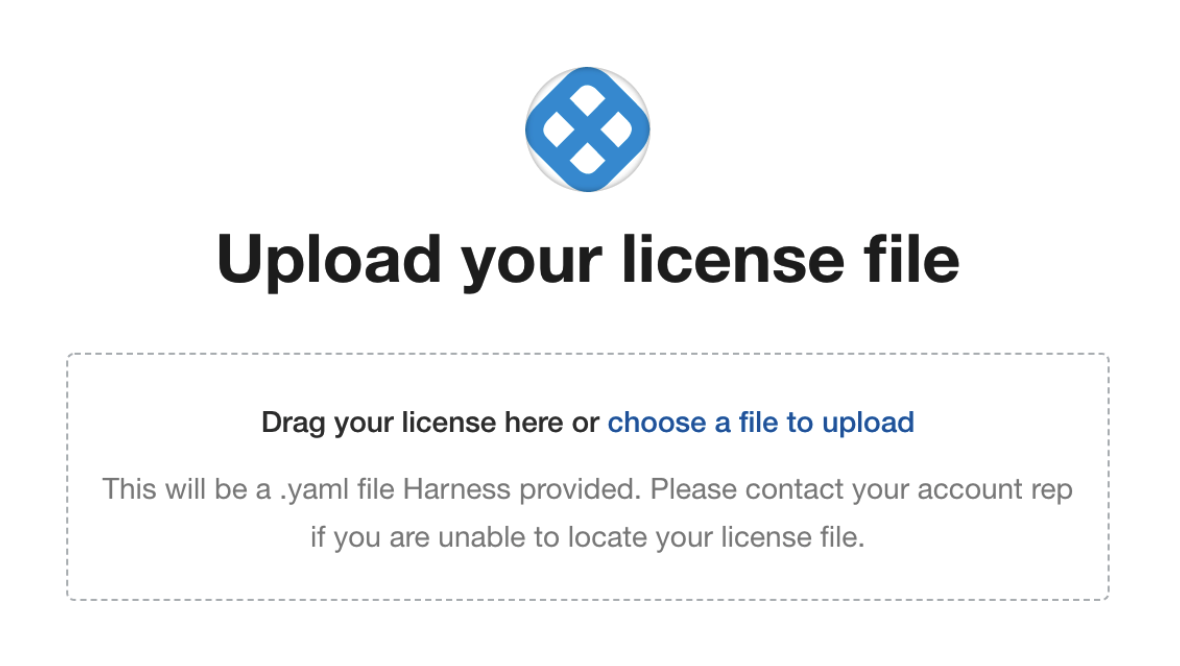 Upload your license file
Drag your license here or choose a file to upload
This will be a .yaml file Harness provided. Please contact your account rep
if you are unable to locate your license file.